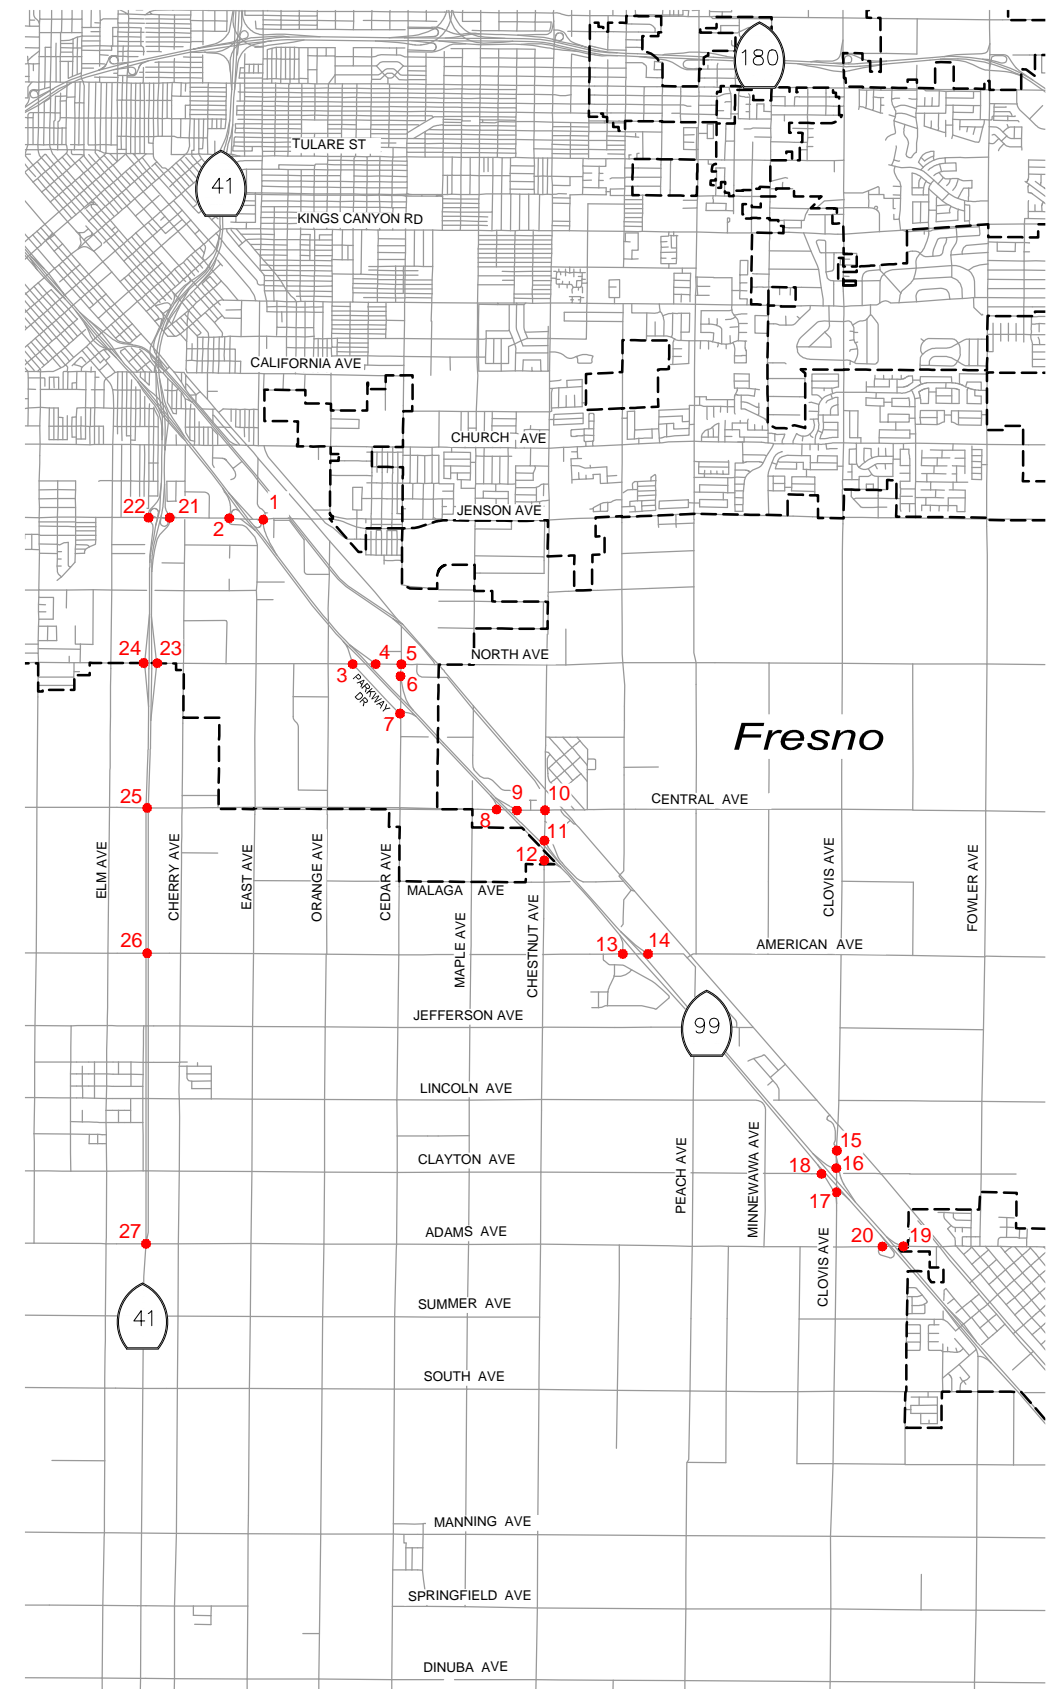 180
TULARE ST
41
KINGS CANYON RD
CALIFORNIA AVE
CHURCH AVE
22
21
2
1
JENSON AVE
24
23
3
4
5
NORTH AVE
6
PARKWAY
DR
7
Fresno
25
8
9
10
CENTRAL AVE
11
12
ELM AVE
CHERRY AVE
EAST AVE
ORANGE AVE
CEDAR AVE
MALAGA AVE
MAPLE AVE
CHESTNUT AVE
CLOVIS AVE
FOWLER AVE
26
13
14
AMERICAN AVE
JEFFERSON AVE
99
LINCOLN AVE
PEACH AVE
MINNEWAWA AVE
15
CLAYTON AVE
18
16
17
27
ADAMS AVE
20
19
CLOVIS AVE
41
SUMMER AVE
SOUTH AVE
MANNING AVE
SPRINGFIELD AVE
DINUBA AVE